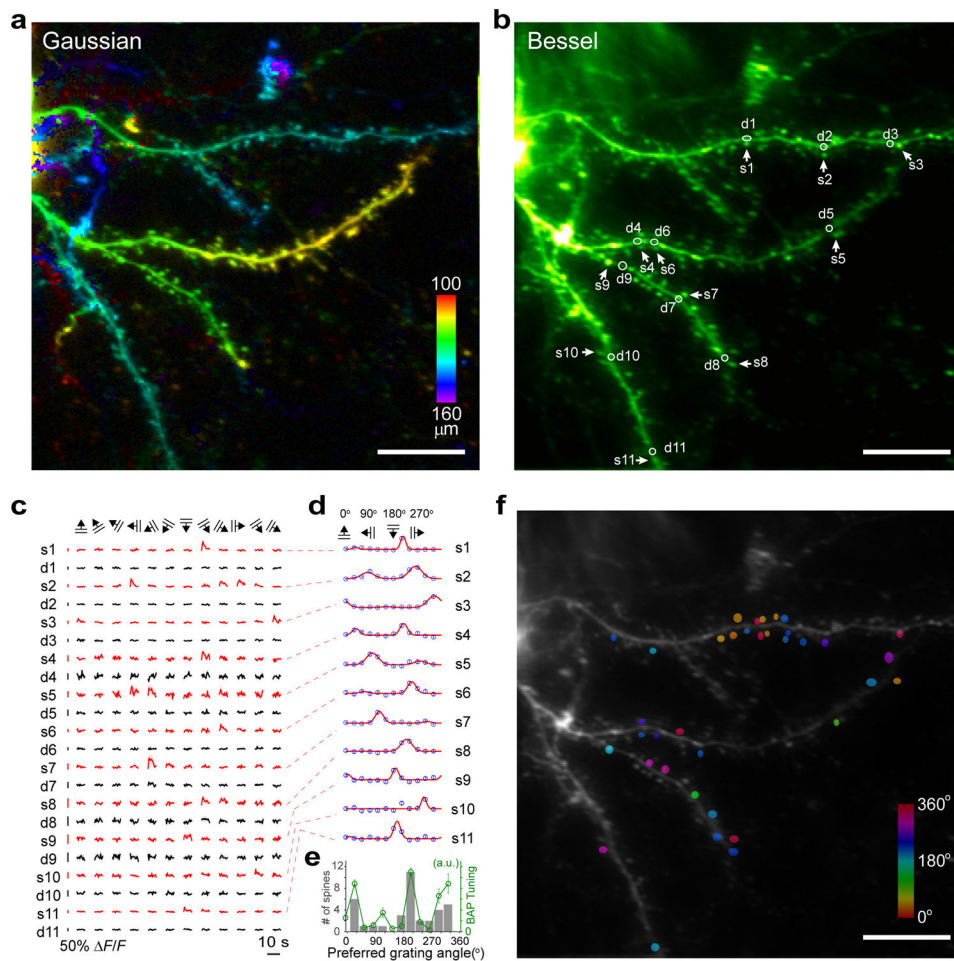 a
Gaussian
100
160
μm
b
Bessel
d1
d2
d3
s1
s2
s3
d5
d4
d6
s5
s4
s6
s9
d9
s7
d7
s10
d10
d8
s8
d11
s11
c
s1
d1
s2
d2
s3
d3
s4
d4
s5
d5
s6
d6
s7
d7
s8
d8
s9
d9
s10
d10
s11
d11
50% ΔF/F
10 s
d
0° 90° 180° 270°
s1
s2
s3
s4
s5
s6
s7
s8
s9
s10
s11
e
(a.u.)
# of spines
12
8
4
0
BAP Tuning
0 90 180 270 360
Preferred grating angle(°)
f
360°
180°
0°